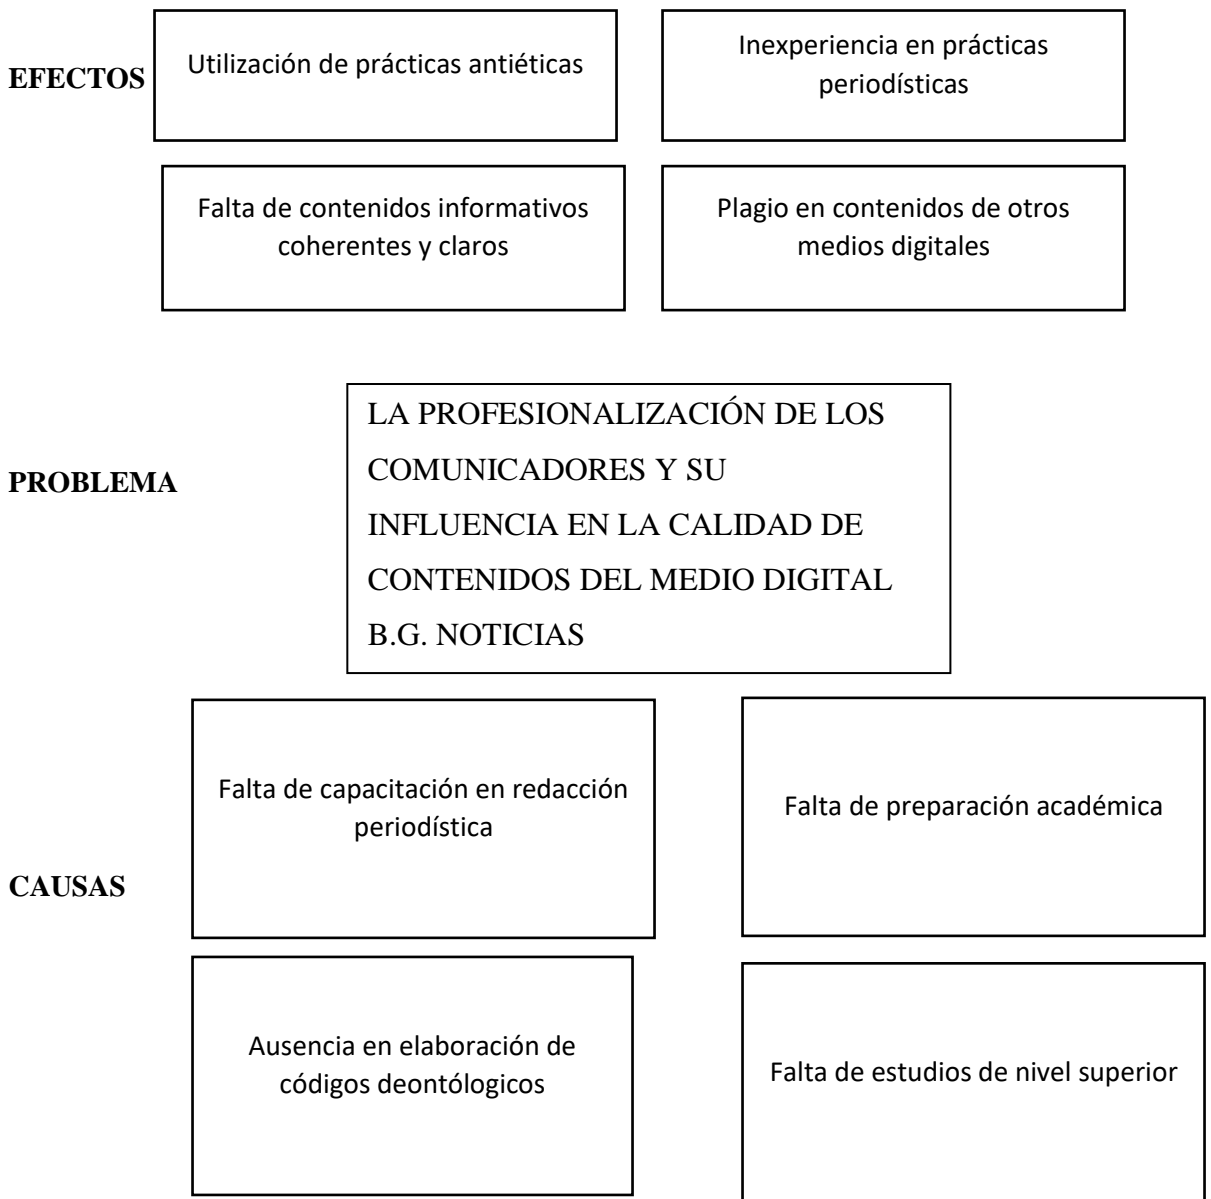 EFECTOS
Utilización de prácticas antiéticas
Inexperiencia en prácticas
periodísticas
Falta de contenidos informativos
coherentes y claros
Plagio en contenidos de otros
medios digitales
PROBLEMA
LA PROFESIONALIZACIÓN DE LOS
COMUNICADORES Y SU
INFLUENCIA EN LA CALIDAD DE
CONTENIDOS DEL MEDIO DIGITAL
B.G. NOTICIAS
CAUSAS
Falta de capacitación en redacción
periodística
Falta de preparación académica
Ausencia en elaboración de
códigos deontólogicos
Falta de estudios de nivel superior